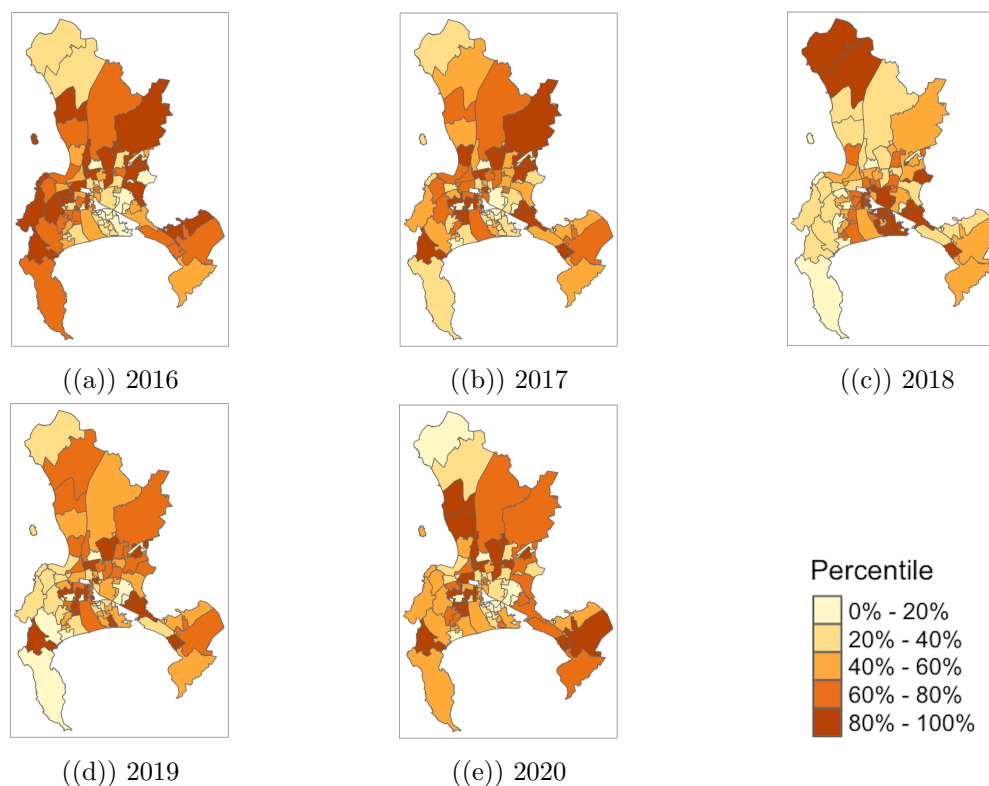 ((a)) 2016
((b)) 2017
((c)) 2018
((d)) 2019
((e)) 2020
Percentile
0% - 20%
20% - 40%
40% - 60%
60% - 80%
80% - 100%